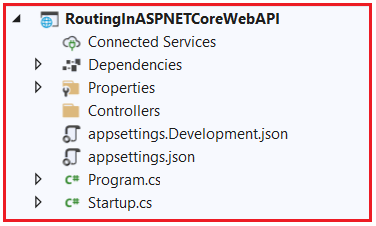 RoutingInASPNETCoreWebAPI
Connected Services
Dependencies
Properties
Controllers
appsettings.Development.json
appsettings.json
C# Program.cs
C# Startup.cs